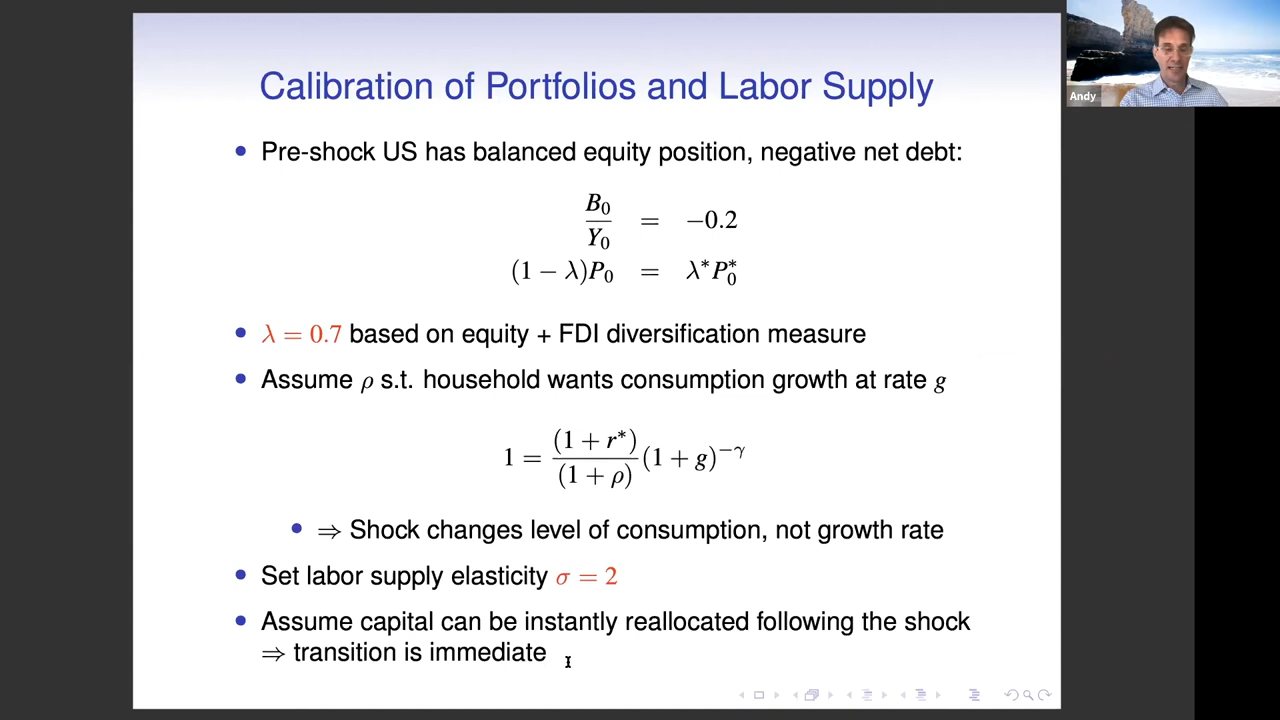 Calibration of Portfolios and Labor Supply
Andy
• Pre-shock US has balanced equity position, negative net debt:
B₀/Y₀ = −0.2
(1 − λ)P₀ = λ*P₀*
• λ = 0.7 based on equity + FDI diversification measure
• Assume ρ s.t. household wants consumption growth at rate g
1 = (1 + r*)/(1 + ρ) (1 + g)^−γ
• ⇒ Shock changes level of consumption, not growth rate
• Set labor supply elasticity σ = 2
• Assume capital can be instantly reallocated following the shock
⇒ transition is immediate